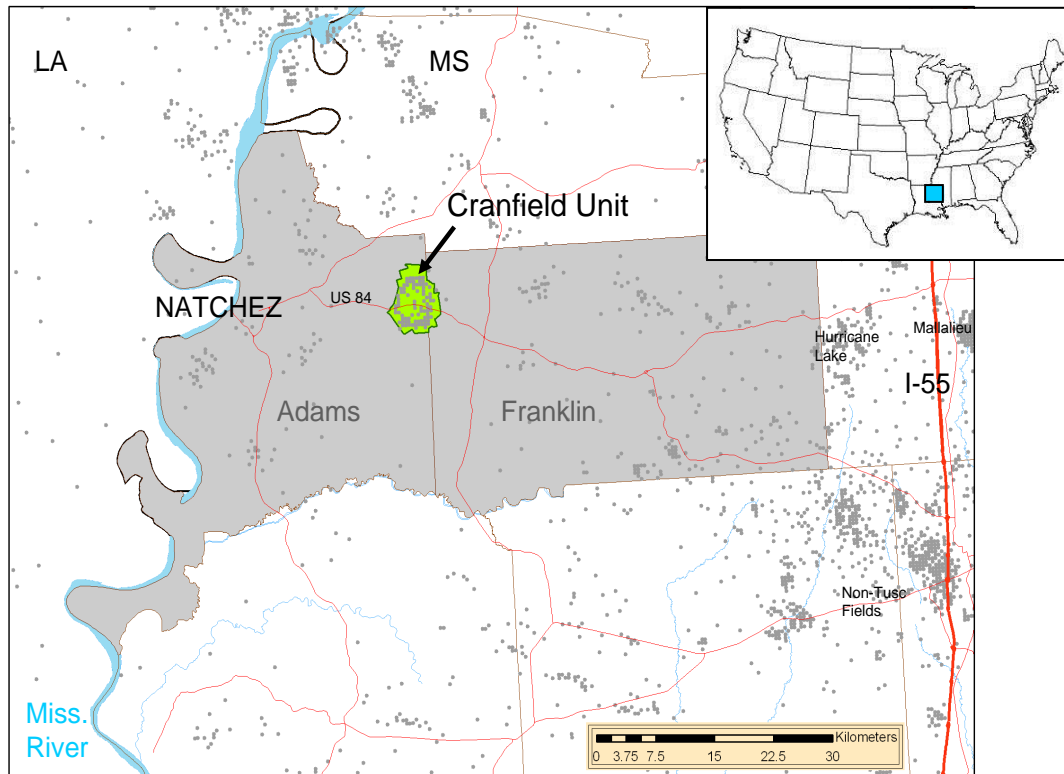 LA
MS
Cranfield Unit
NATCHEZ
US 84
Hurricane
Lake
Mallalieu
I-55
Adams
Franklin
Non-Tusc
Fields
Miss.
River
Kilometers
0 3.75 7.5 15 22.5 30